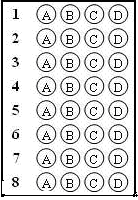 1 A B C D
2 A B C D
3 A B C D
4 A B C D
5 A B C D
6 A B C D
7 A B C D
8 A B C D